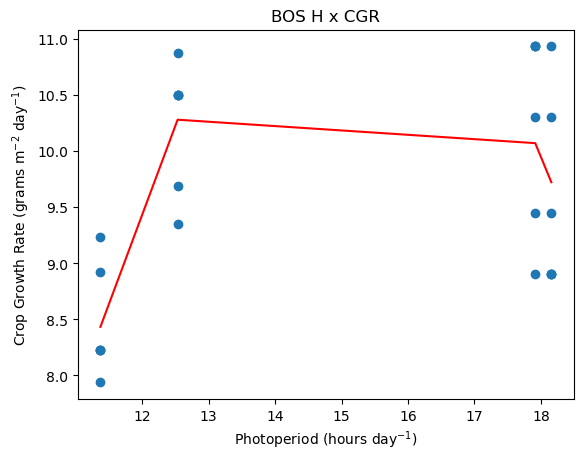 BOS H x CGR
11.0
10.5
10.0
9.5
9.0
8.5
8.0
Crop Growth Rate (grams m⁻² day⁻¹)
12 13 14 15 16 17 18
Photoperiod (hours day⁻¹)